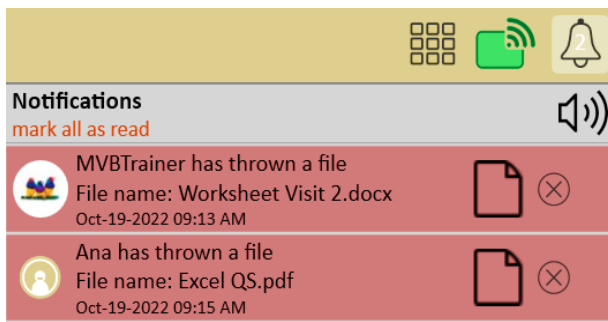 2
Notifications
mark all as read
MVBTrainer has thrown a file
File name: Worksheet Visit 2.docx
Oct-19-2022 09:13 AM
Ana has thrown a file
File name: Excel QS.pdf
Oct-19-2022 09:15 AM